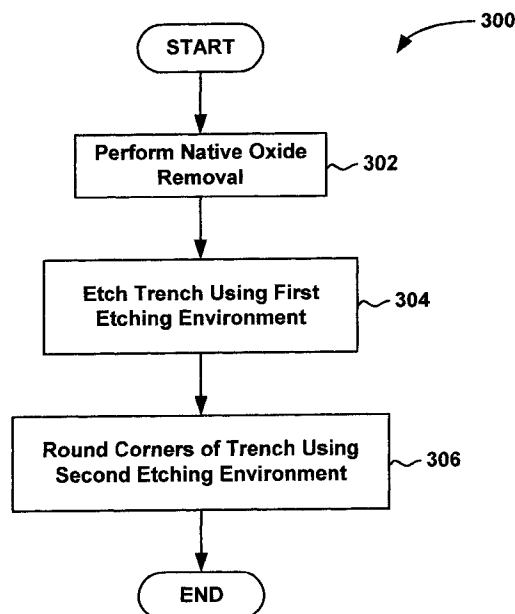 START
300
Perform Native Oxide
Removal
302
Etch Trench Using First
Etching Environment
304
Round Corners of Trench Using
Second Etching Environment
306
END